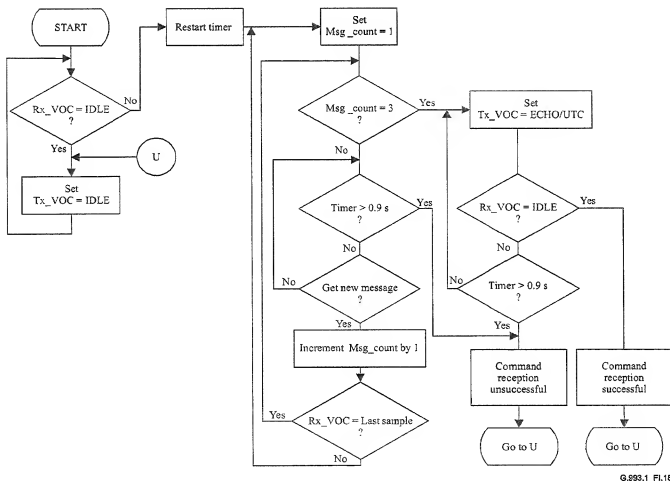 START
Restart timer
Set
Msg_count = 1
Rx_VOC = IDLE
?
No
Yes
U
Set
Tx_VOC = IDLE
Msg_count = 3
?
Yes
No
Set
Tx_VOC = ECHO/UTC
Timer > 0.9 s
?
Yes
No
Rx_VOC = IDLE
?
Yes
No
Get new message
?
No
Yes
Timer > 0.9 s
?
No
Yes
Increment Msg_count by 1
Command
reception
unsuccessful
Command
reception
successful
Rx_VOC = Last sample
?
Yes
No
Go to U
Go to U
G.993.1_FI.18